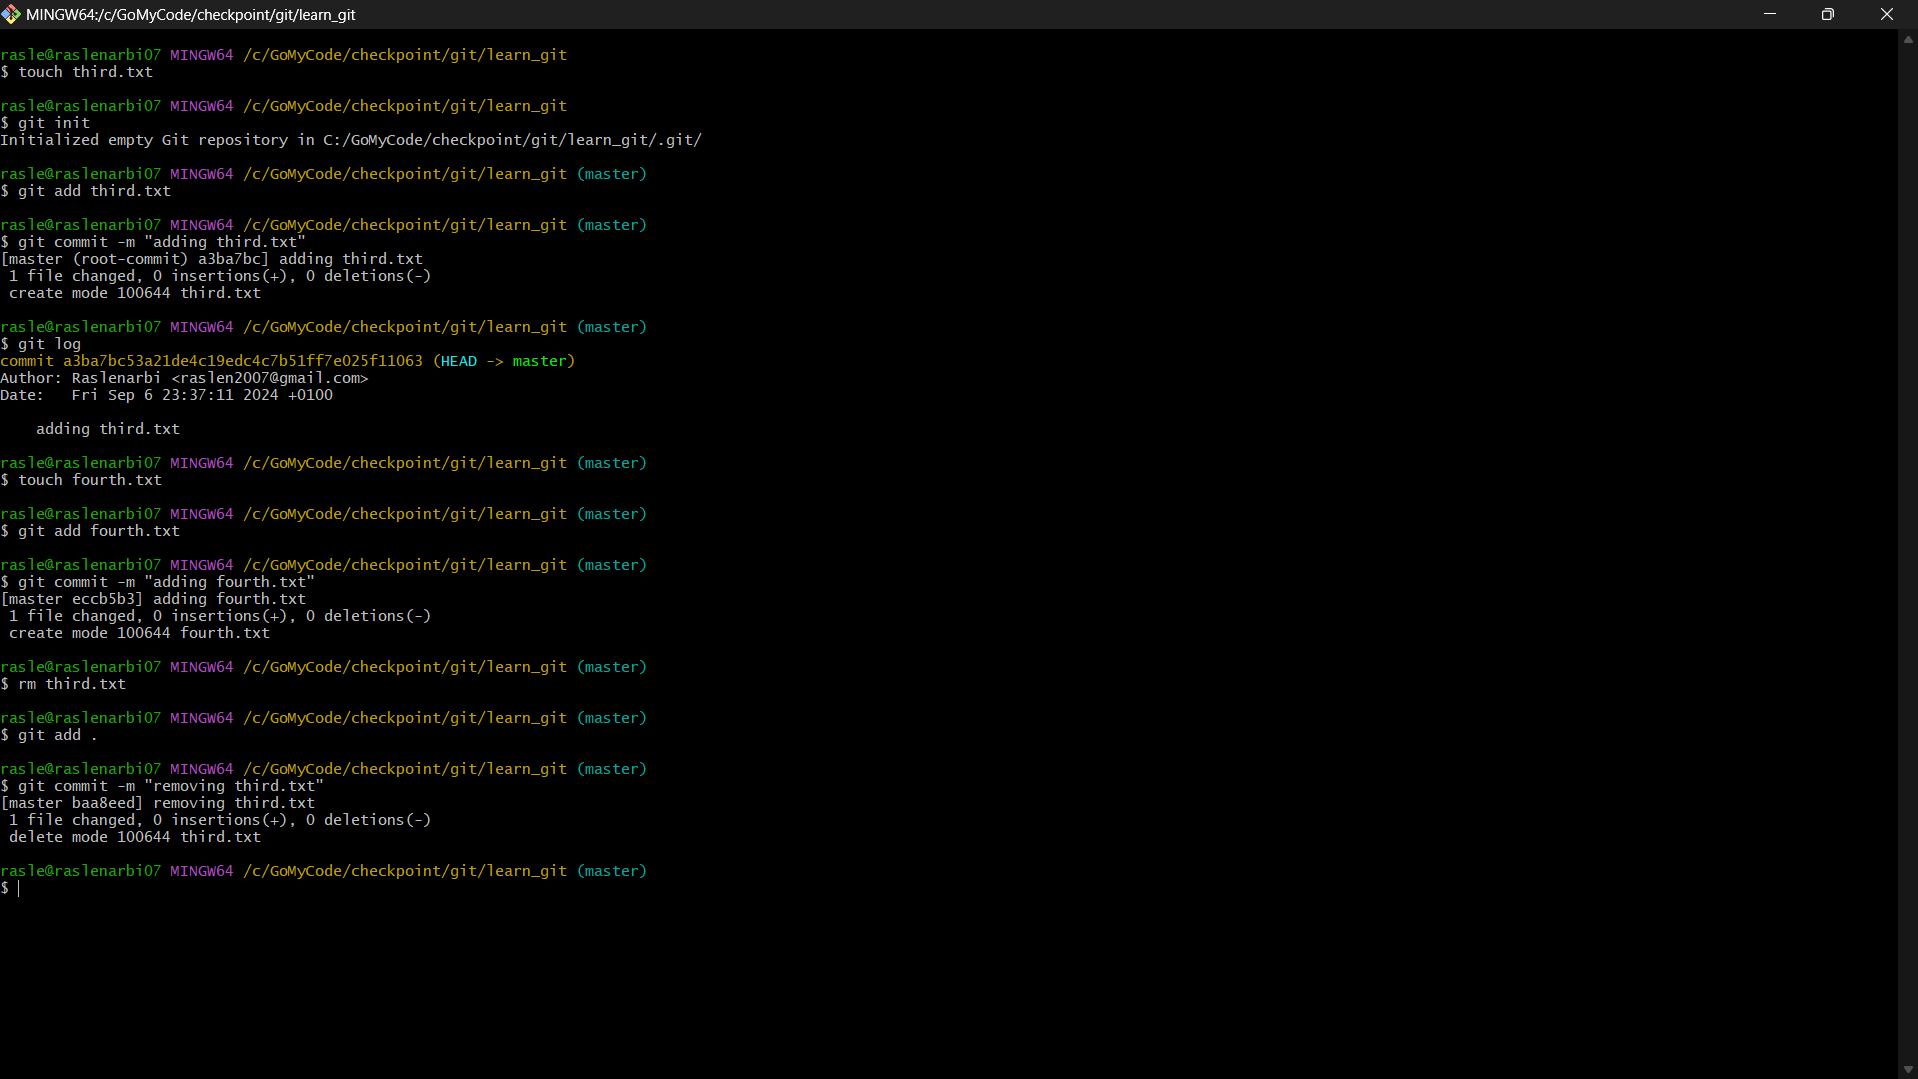 MINGW64:/c/GoMyCode/checkpoint/git/learn_git
rasle@raslenarbi07 MINGW64 /c/GoMyCode/checkpoint/git/learn_git
$ touch third.txt
rasle@raslenarbi07 MINGW64 /c/GoMyCode/checkpoint/git/learn_git
$ git init
Initialized empty Git repository in C:/GoMyCode/checkpoint/git/learn_git/.git/
rasle@raslenarbi07 MINGW64 /c/GoMyCode/checkpoint/git/learn_git (master)
$ git add third.txt
rasle@raslenarbi07 MINGW64 /c/GoMyCode/checkpoint/git/learn_git (master)
$ git commit -m "adding third.txt"
[master (root-commit) a3ba7bc] adding third.txt
 1 file changed, 0 insertions(+), 0 deletions(-)
 create mode 100644 third.txt
rasle@raslenarbi07 MINGW64 /c/GoMyCode/checkpoint/git/learn_git (master)
$ git log
commit a3ba7bc53a21de4c19edc4c7b51ff7e025f11063 (HEAD -> master)
Author: Raslenarbi <raslen2007@gmail.com>
Date:   Fri Sep 6 23:37:11 2024 +0100
    adding third.txt
rasle@raslenarbi07 MINGW64 /c/GoMyCode/checkpoint/git/learn_git (master)
$ touch fourth.txt
rasle@raslenarbi07 MINGW64 /c/GoMyCode/checkpoint/git/learn_git (master)
$ git add fourth.txt
rasle@raslenarbi07 MINGW64 /c/GoMyCode/checkpoint/git/learn_git (master)
$ git commit -m "adding fourth.txt"
[master eccb5b3] adding fourth.txt
 1 file changed, 0 insertions(+), 0 deletions(-)
 create mode 100644 fourth.txt
rasle@raslenarbi07 MINGW64 /c/GoMyCode/checkpoint/git/learn_git (master)
$ rm third.txt
rasle@raslenarbi07 MINGW64 /c/GoMyCode/checkpoint/git/learn_git (master)
$ git add .
rasle@raslenarbi07 MINGW64 /c/GoMyCode/checkpoint/git/learn_git (master)
$ git commit -m "removing third.txt"
[master baa8eed] removing third.txt
 1 file changed, 0 insertions(+), 0 deletions(-)
 delete mode 100644 third.txt
rasle@raslenarbi07 MINGW64 /c/GoMyCode/checkpoint/git/learn_git (master)
$